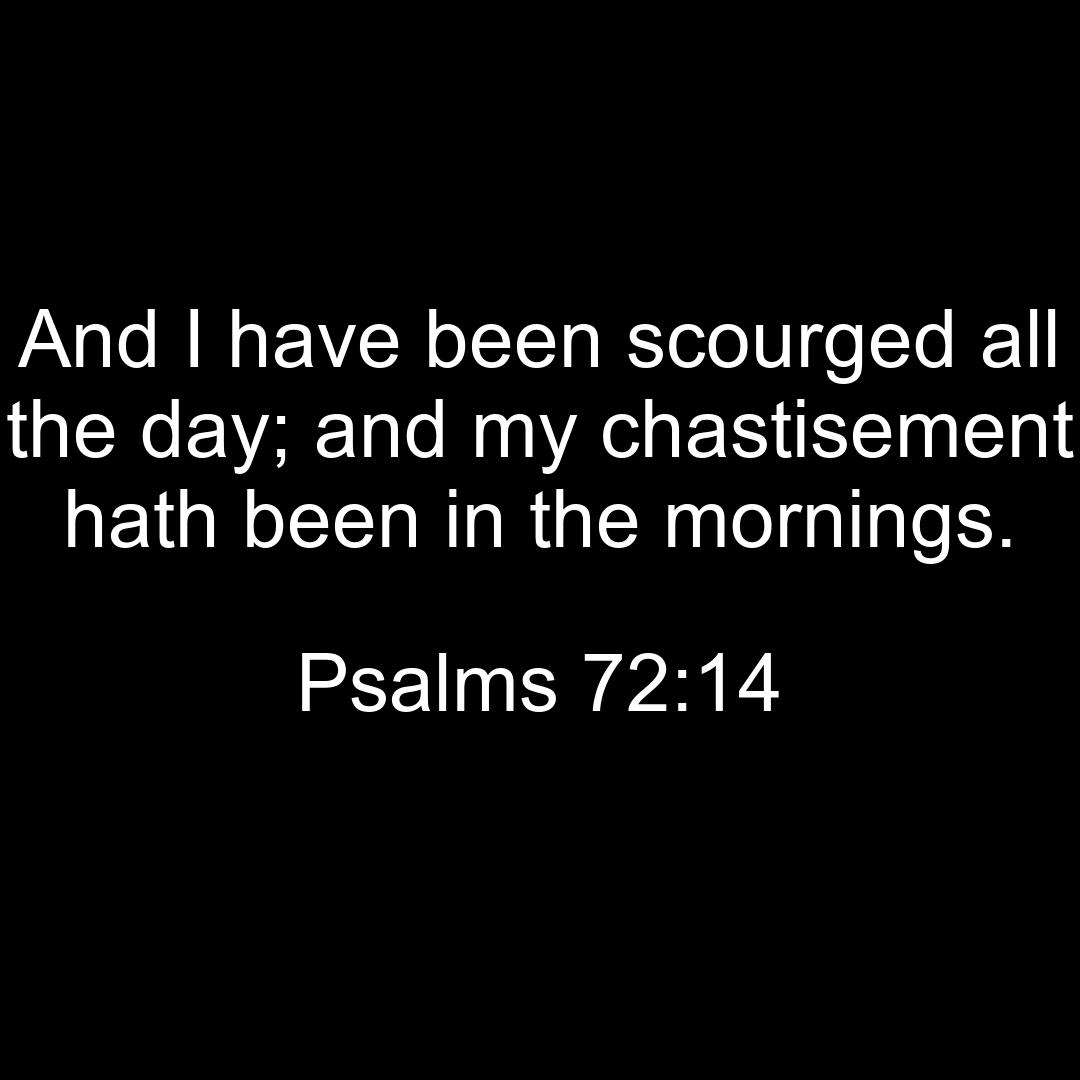 And I have been scourged all
the day; and my chastisement
hath been in the mornings.
Psalms 72:14